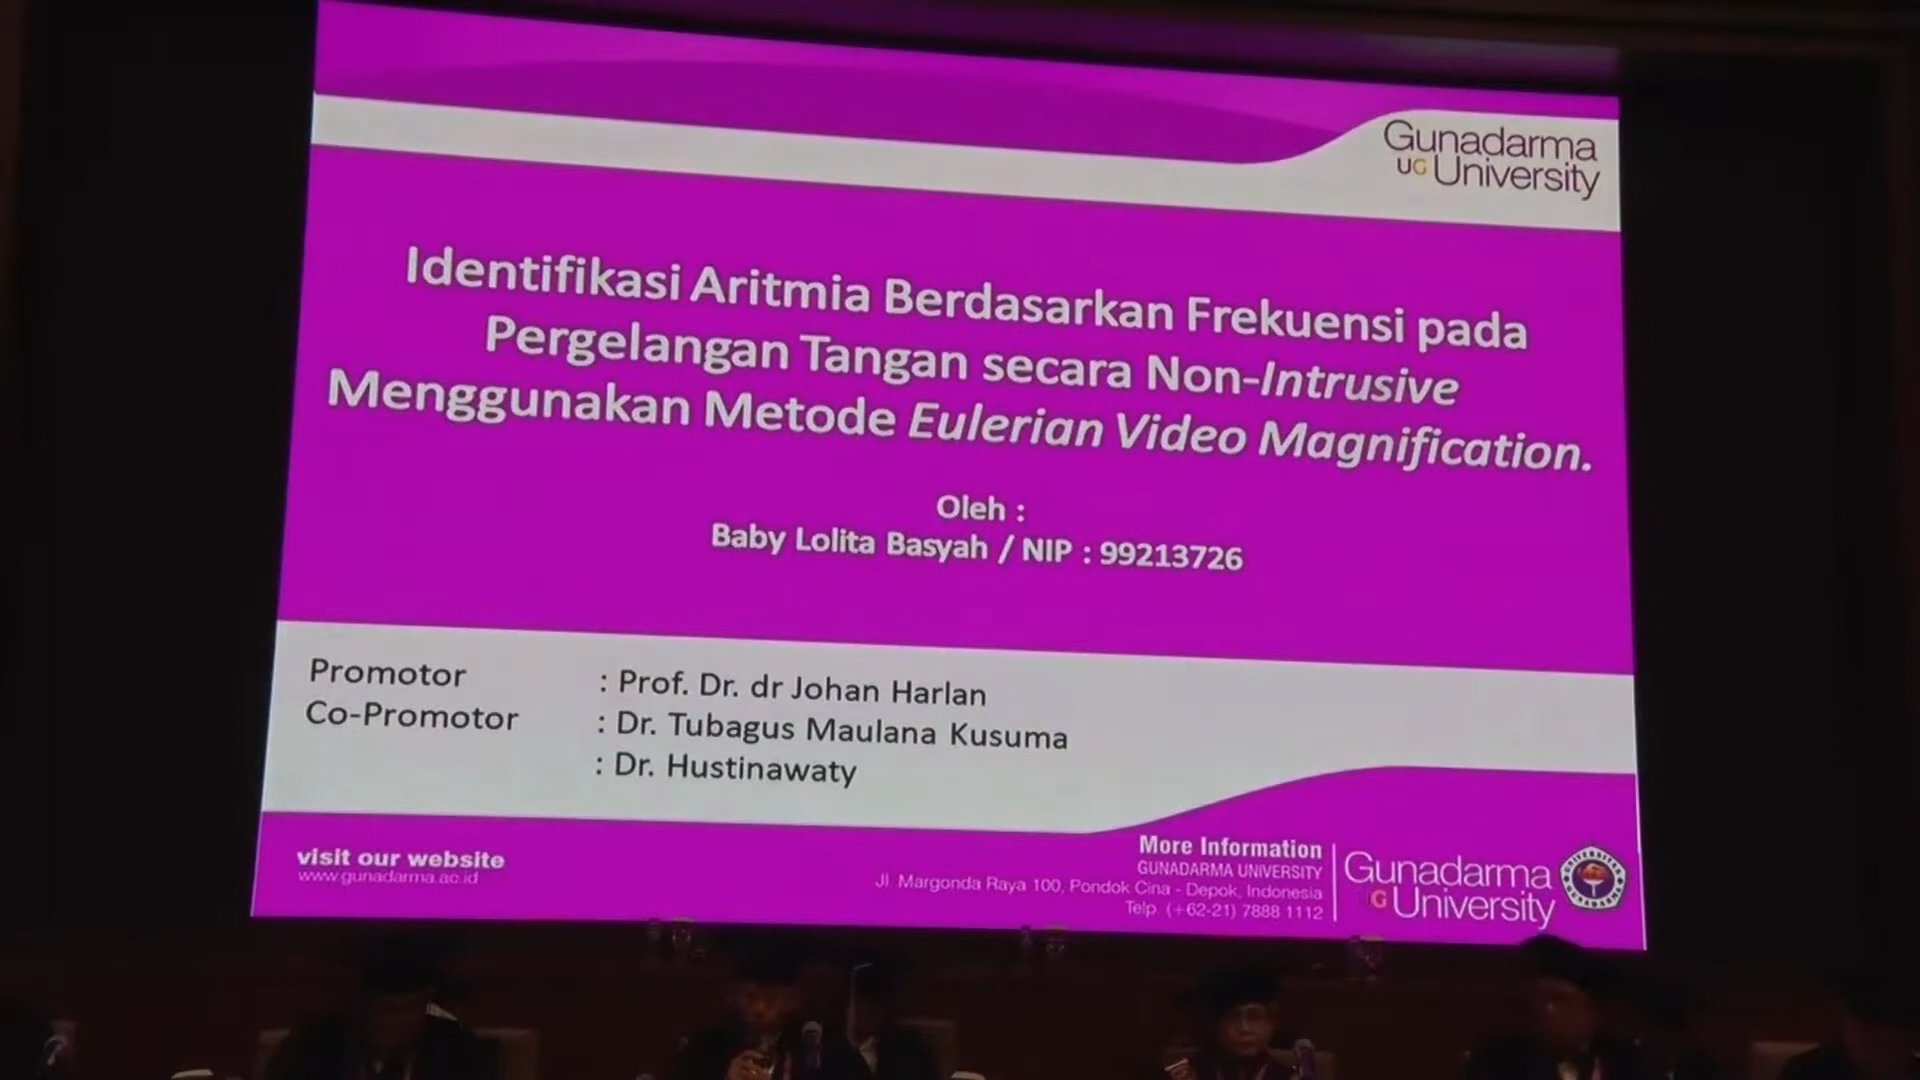 Gunadarma
UG University
Identifikasi Aritmia Berdasarkan Frekuensi pada
Pergelangan Tangan secara Non-Intrusive
Menggunakan Metode Eulerian Video Magnification.
Oleh :
Baby Lolita Basyah / NIP : 99213726
Promotor : Prof. Dr. dr Johan Harlan
Co-Promotor : Dr. Tubagus Maulana Kusuma
: Dr. Hustinawaty
visit our website
www.gunadarma.ac.id
More Information
GUNADARMA UNIVERSITY
Jl. Margonda Raya 100, Pondok Cina - Depok, Indonesia
Telp. (+62-21) 7888 1112
Gunadarma
G University